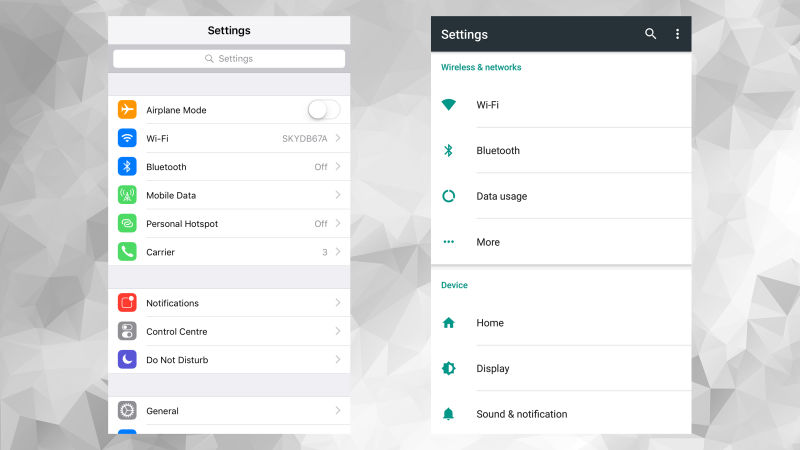 Settings
Settings
Airplane Mode
Wi-Fi SKYDB67A
Bluetooth Off
Mobile Data
Personal Hotspot Off
Carrier 3
Notifications
Control Centre
Do Not Disturb
General
Settings
Wireless & networks
Wi-Fi
Bluetooth
Data usage
More
Device
Home
Display
Sound & notification